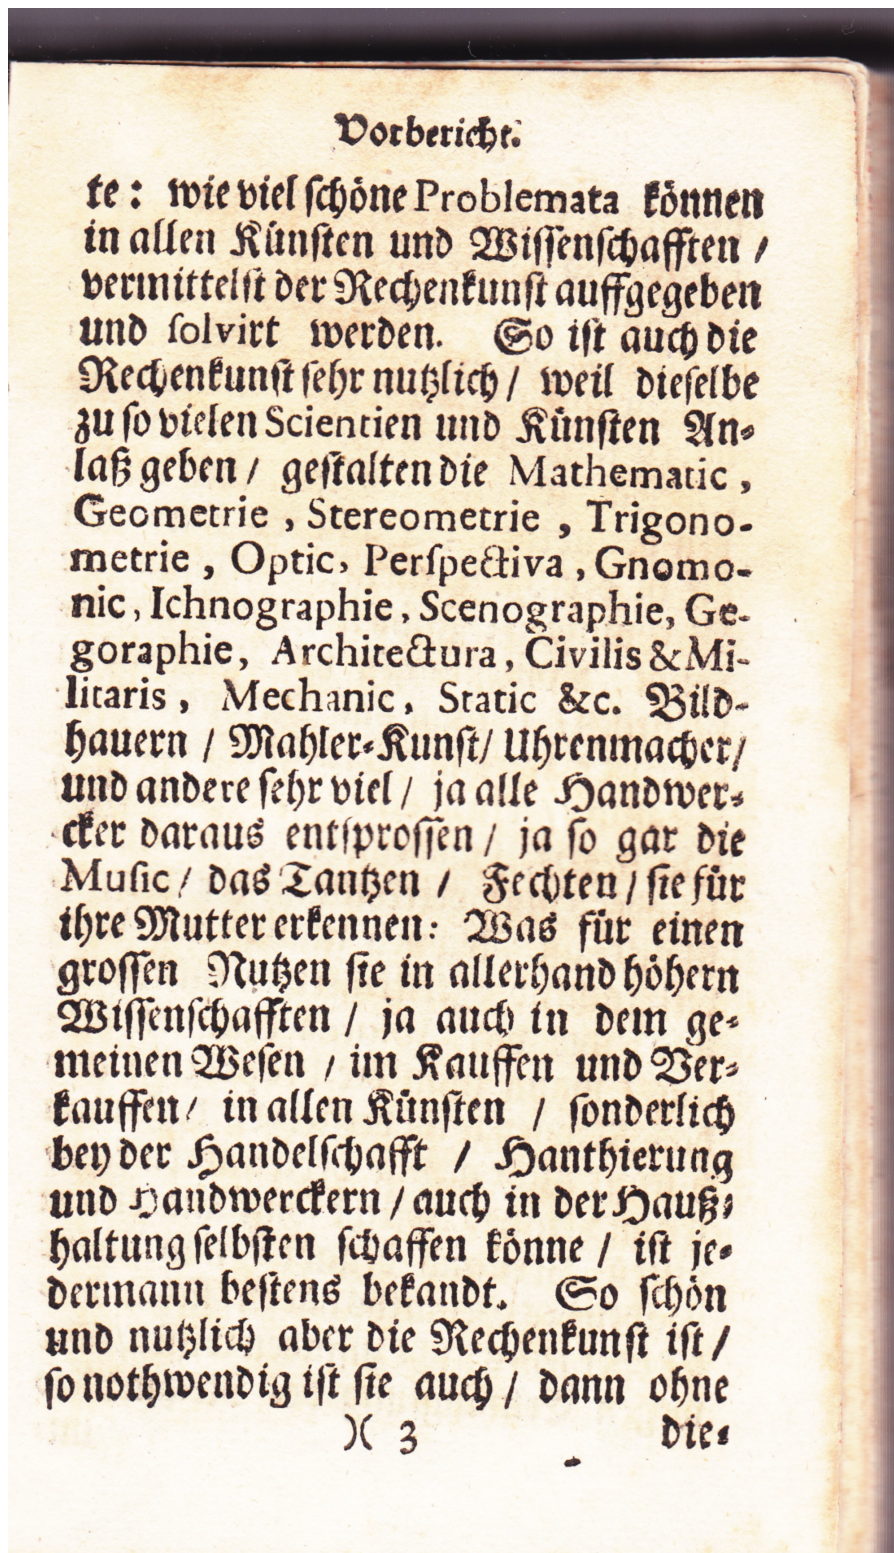 Vorbericht.
te: wie viel ſchöne Problemata können
in allen Künſten und Wiſſenſchafften /
vermittelſt der Rechenkunſt auffgegeben
und ſolvirt werden. So iſt auch die
Rechenkunſt ſehr nutzlich / weil dieſelbe
zu ſo vielen Scientien und Künſten An⸗
laß geben / geſtalten die Mathematic ,
Geometrie , Stereometrie , Trigono-
metrie , Optic, Perſpectiva , Gnomo-
nic, Ichnographie, Scenographie, Ge-
goraphie, Architectura, Civilis & Mi-
litaris , Mechanic, Static &c. Bild-
hauern / Mahler⸗Kunſt/ Uhrenmacher/
und andere ſehr viel / ja alle Handwer⸗
cker daraus entſproſſen / ja ſo gar die
Muſic / das Tantzen / Fechten / ſie für
ihre Mutter erkennen: Was für einen
groſſen Nutzen ſie in allerhand höhern
Wiſſenſchafften / ja auch in dem ge⸗
meinen Weſen / im Kauffen und Ver⸗
kauffen / in allen Künſten / ſonderlich
bey der Handelſchafft / Hanthierung
und Handwerckern / auch in der Hauß⸗
haltung ſelbſten ſchaffen könne / iſt je⸗
dermann beſtens bekandt. So ſchön
und nutzlich aber die Rechenkunſt iſt /
ſo nothwendig iſt ſie auch / dann ohne
)( 3 die⸗